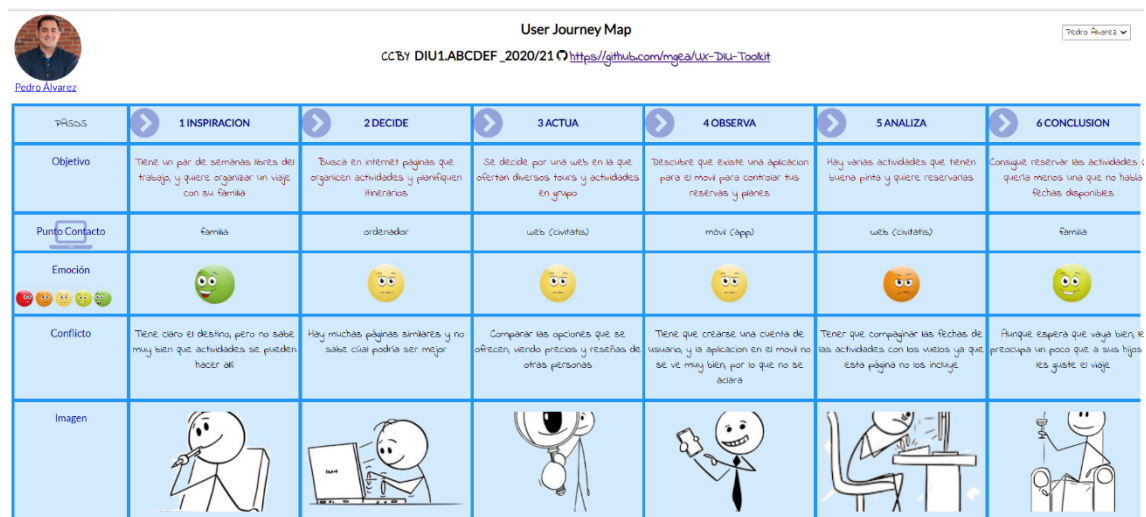 User Journey Map
CCBY DIU1.ABCDEF_2020/21 https://github.com/mgea/UX-DIU-Toolkit
Pedro Álvarez
Pedro Álvarez
PASOS
1 INSPIRACION
2 DECIDE
3 ACTUA
4 OBSERVA
5 ANALIZA
6 CONCLUSION
Objetivo
Tiene un par de semanas libres del
trabajo, y quiere organizar un viaje
con su familia
Busca en internet páginas que
organicen actividades y planifiquen
itinerarios
Se decide por una web en la que
ofertan diversos tours y actividades
en grupo
Descubre que existe una aplicacion
para el movil para controlar tus
reservas y planes
Hay varias actividades que tienen
buena pinta y quiere reservarlas
Consigue reservar las actividades
quería menos una que no había
fechas disponibles
Punto Contacto
familia
ordenador
web (civitatis)
móvil (app)
web (civitatis)
familia
Emoción
Conflicto
Tiene claro el destino, pero no sabe
muy bien que actividades se pueden
hacer allí
Hay muchas páginas similares y no
sabe cúal podría ser mejor
Comparar las opciones que se
ofrecen, viendo precios y reseñas de
otras personas
Tiene que crearse una cuenta de
usuario, y la aplicacion en el movil no
se ve muy bien, por lo que no se
aclara
Tener que compaginar las fechas de
las actividades con los vuelos ya que
esta página no los incluye
Aunque espera que vaya bien, le
preocupa un poco que a sus hijos
les guste el viaje
Imagen